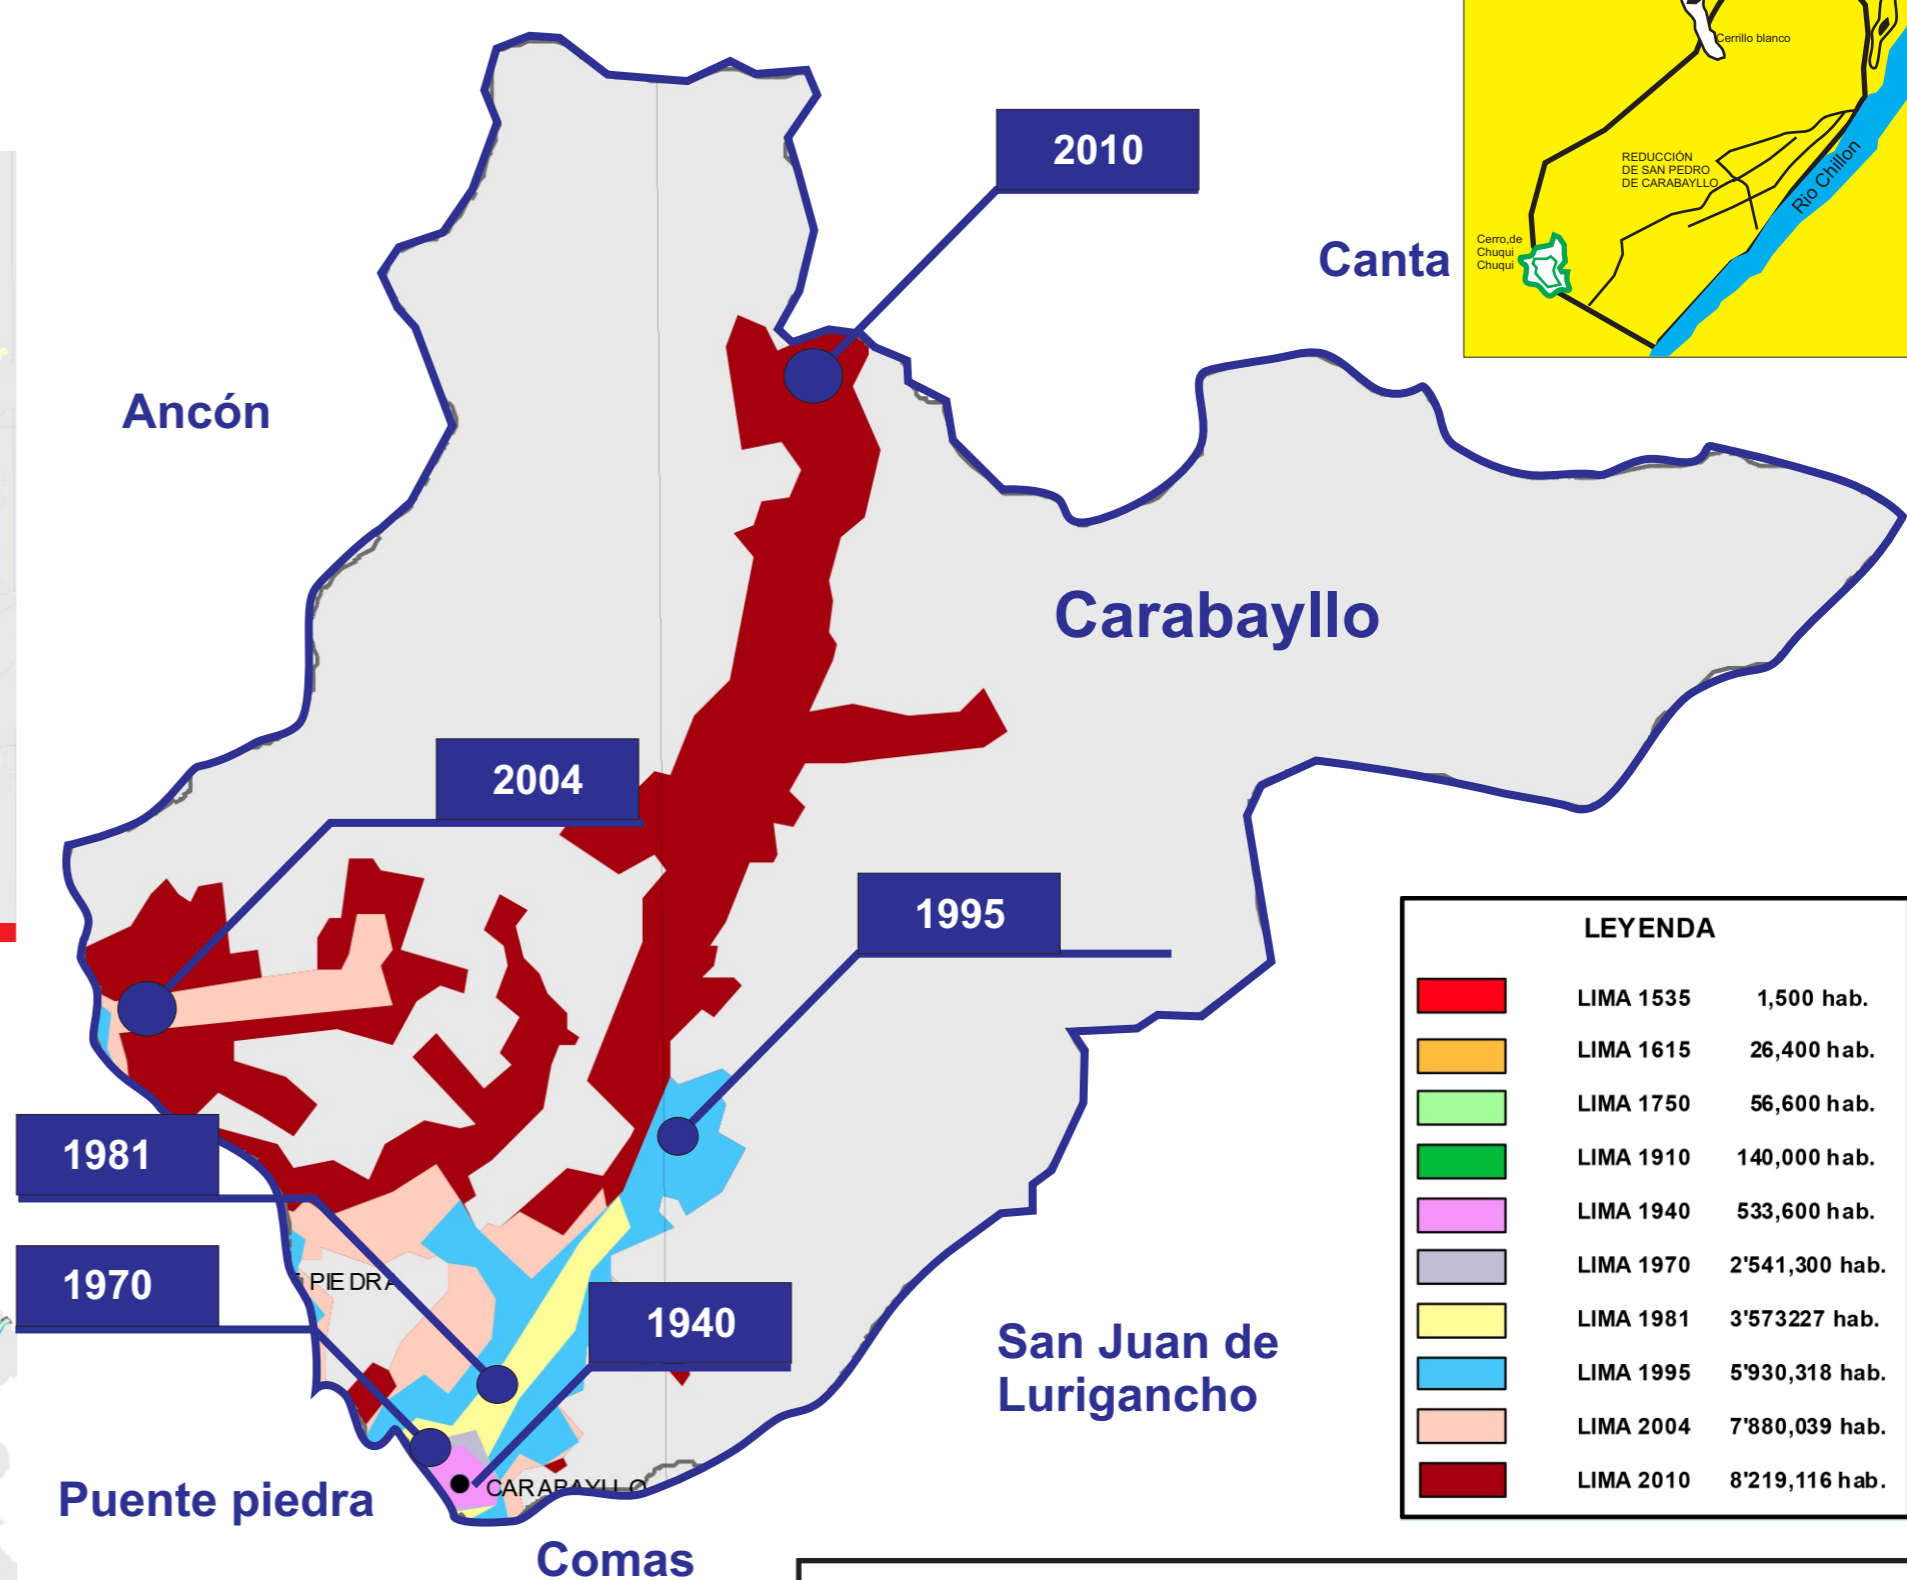 Cerrillo blanco
REDUCCIÓN
DE SAN PEDRO
DE CARABAYLLO
Rio Chillon
Cerro,de
Chuqui
Chuqui
2010
Canta
Ancón
Carabayllo
2004
1995
1981
1970
PIEDRA
1940
San Juan de
Lurigancho
CARABAYLLO
Puente piedra
Comas
LEYENDA
LIMA 1535 1,500 hab.
LIMA 1615 26,400 hab.
LIMA 1750 56,600 hab.
LIMA 1910 140,000 hab.
LIMA 1940 533,600 hab.
LIMA 1970 2'541,300 hab.
LIMA 1981 3'573227 hab.
LIMA 1995 5'930,318 hab.
LIMA 2004 7'880,039 hab.
LIMA 2010 8'219,116 hab.